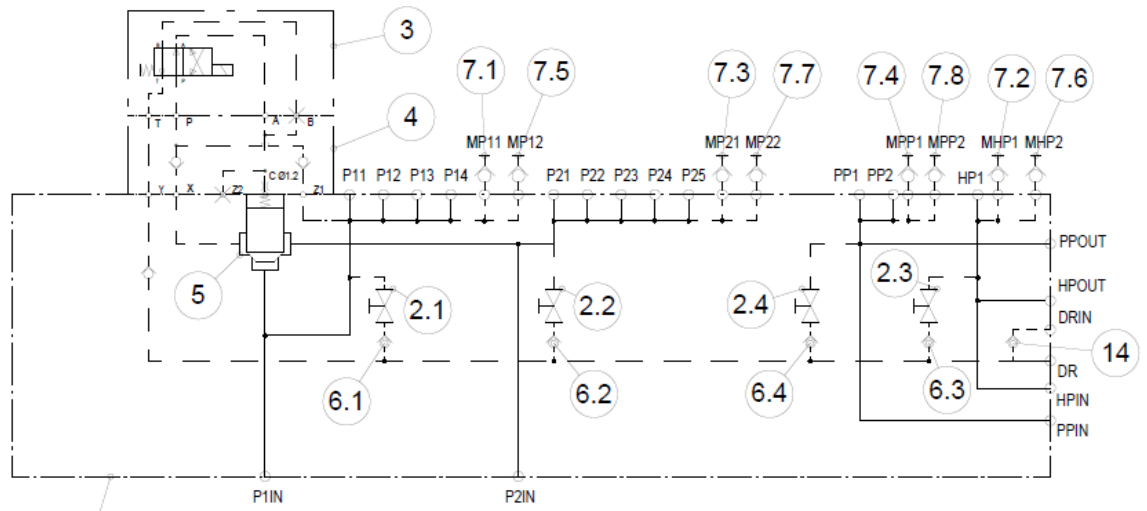 3
7.1 7.5 7.3 7.7 7.4 7.8 7.2 7.6
T P A B
4
MP11 MP12 MP21 MP22 MPP1 MPP2 MHP1 MHP2
C Ø1.2
Y X Z2 Z1 P11 P12 P13 P14 P21 P22 P23 P24 P25 PP1 PP2 HP1
PPOUT
5 2.1 2.2 2.4 2.3
HPOUT
DRIN
14
6.1 6.2 6.4 6.3
DR
HPIN
PPIN
P1IN P2IN